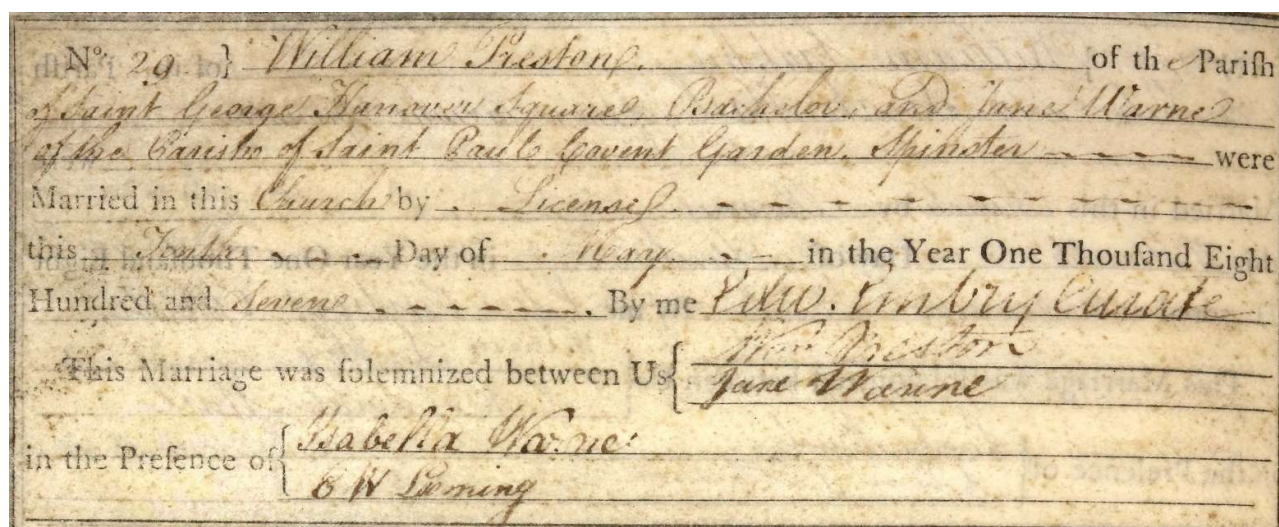 No. 29 } William Preston of the Pariſh
of Saint George Hanover Square, Bachelor, and Jane Warne
of the Parish of Saint Paul Covent Garden, Spinster were
Married in this Church by License
this Tenth Day of May in the Year One Thouſand Eight
Hundred and Seven By me Edw. Embry Curate
This Marriage was ſolemnized between Us { Wm. Preston
Jane Warne
in the Preſence of { Isabella Warne
E W Leming